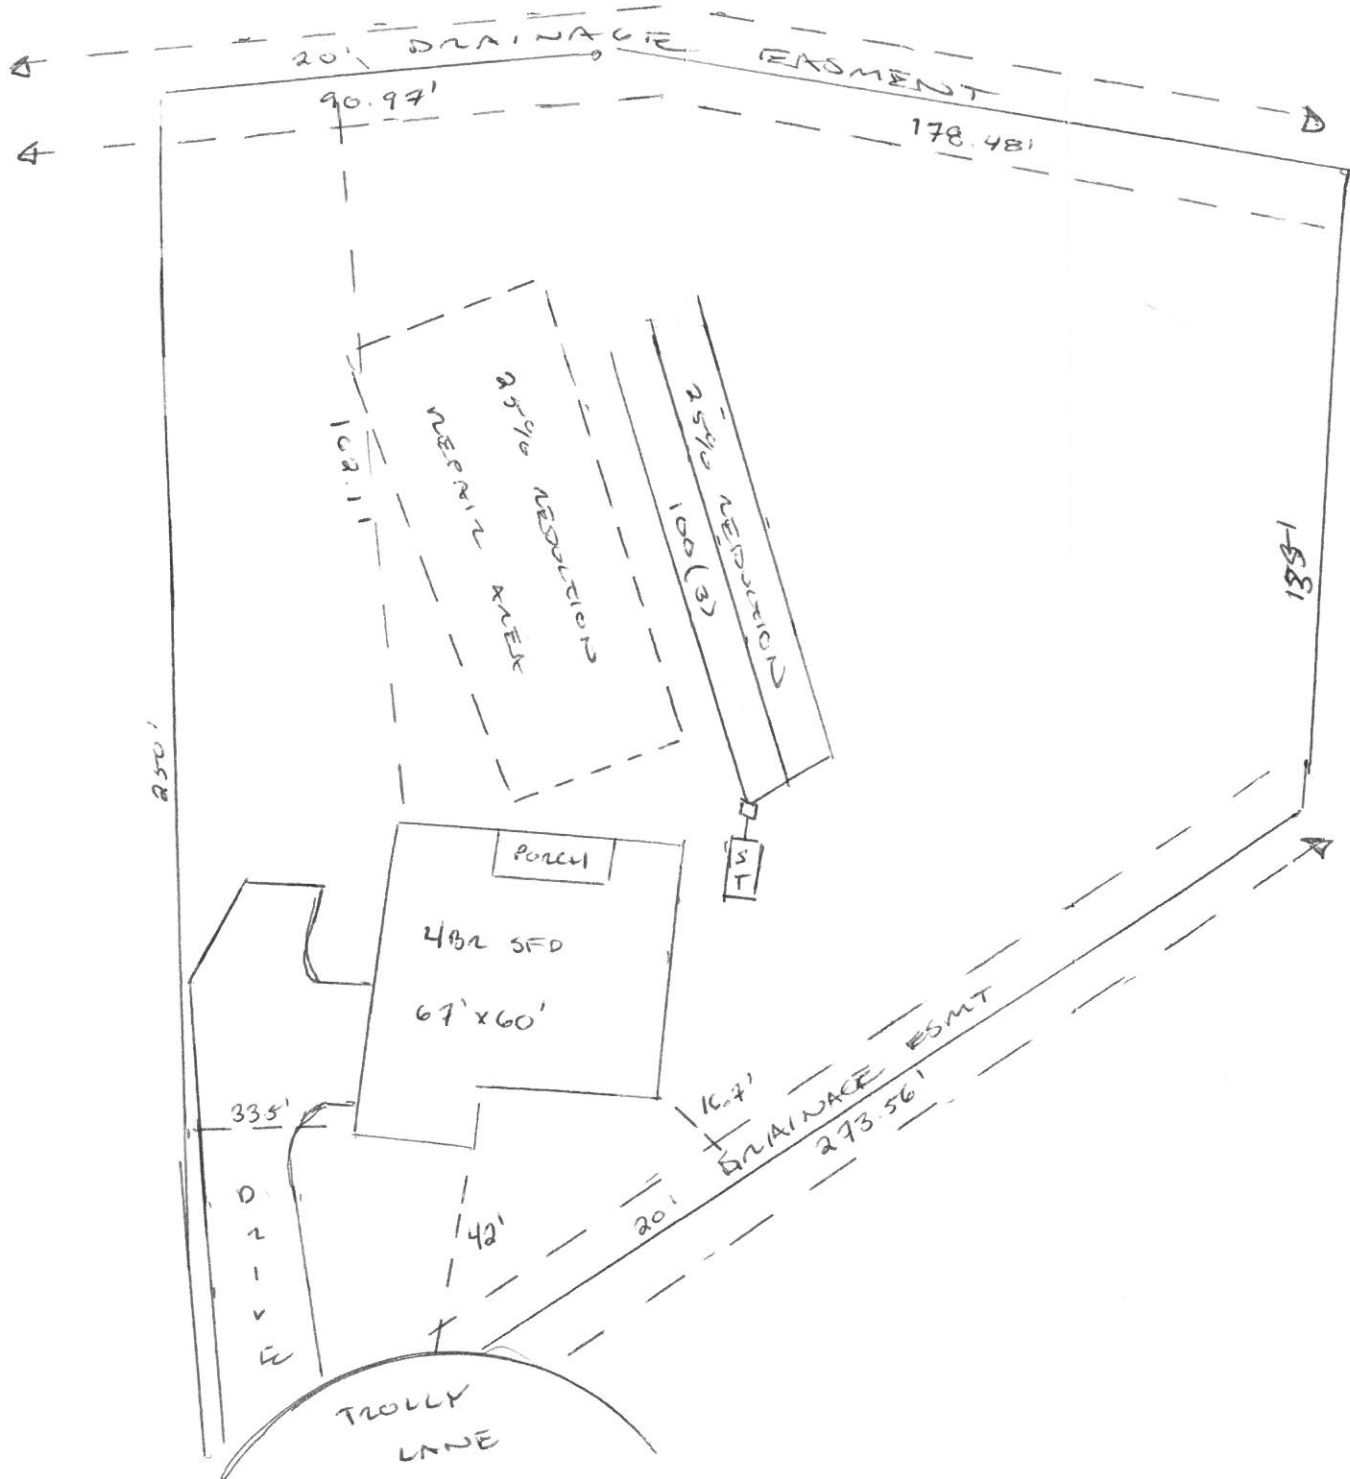 20' DRAINAGE EASMENT
90.97'
178.48'
162.1'
25% REDUCTION
REPAIR AREA
25% REDUCTION
100(3)
250'
PORCH
ST
4BR SFD
67'x60'
33.5'
16.7'
20' DRAINAGE ESMT
273.56'
42'
DRIVE
TROLLY
LANE